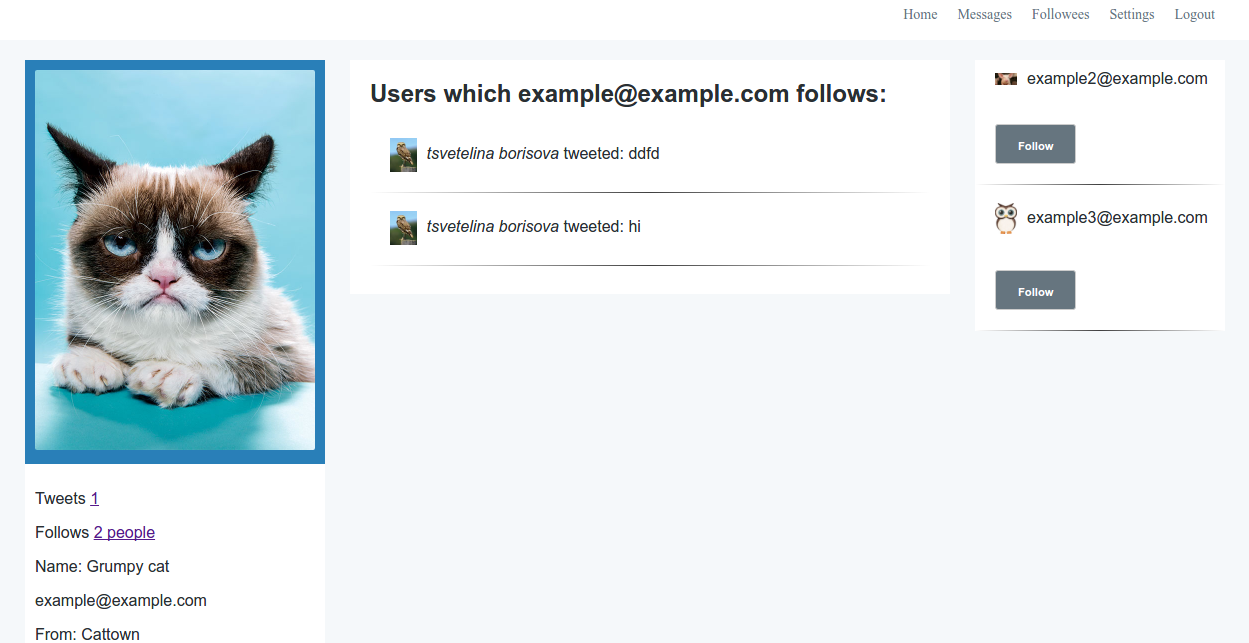 Home Messages Followees Settings Logout
Tweets 1
Follows 2 people
Name: Grumpy cat
example@example.com
From: Cattown
Users which example@example.com follows:
tsvetelina borisova tweeted: ddfd
tsvetelina borisova tweeted: hi
example2@example.com
Follow
example3@example.com
Follow